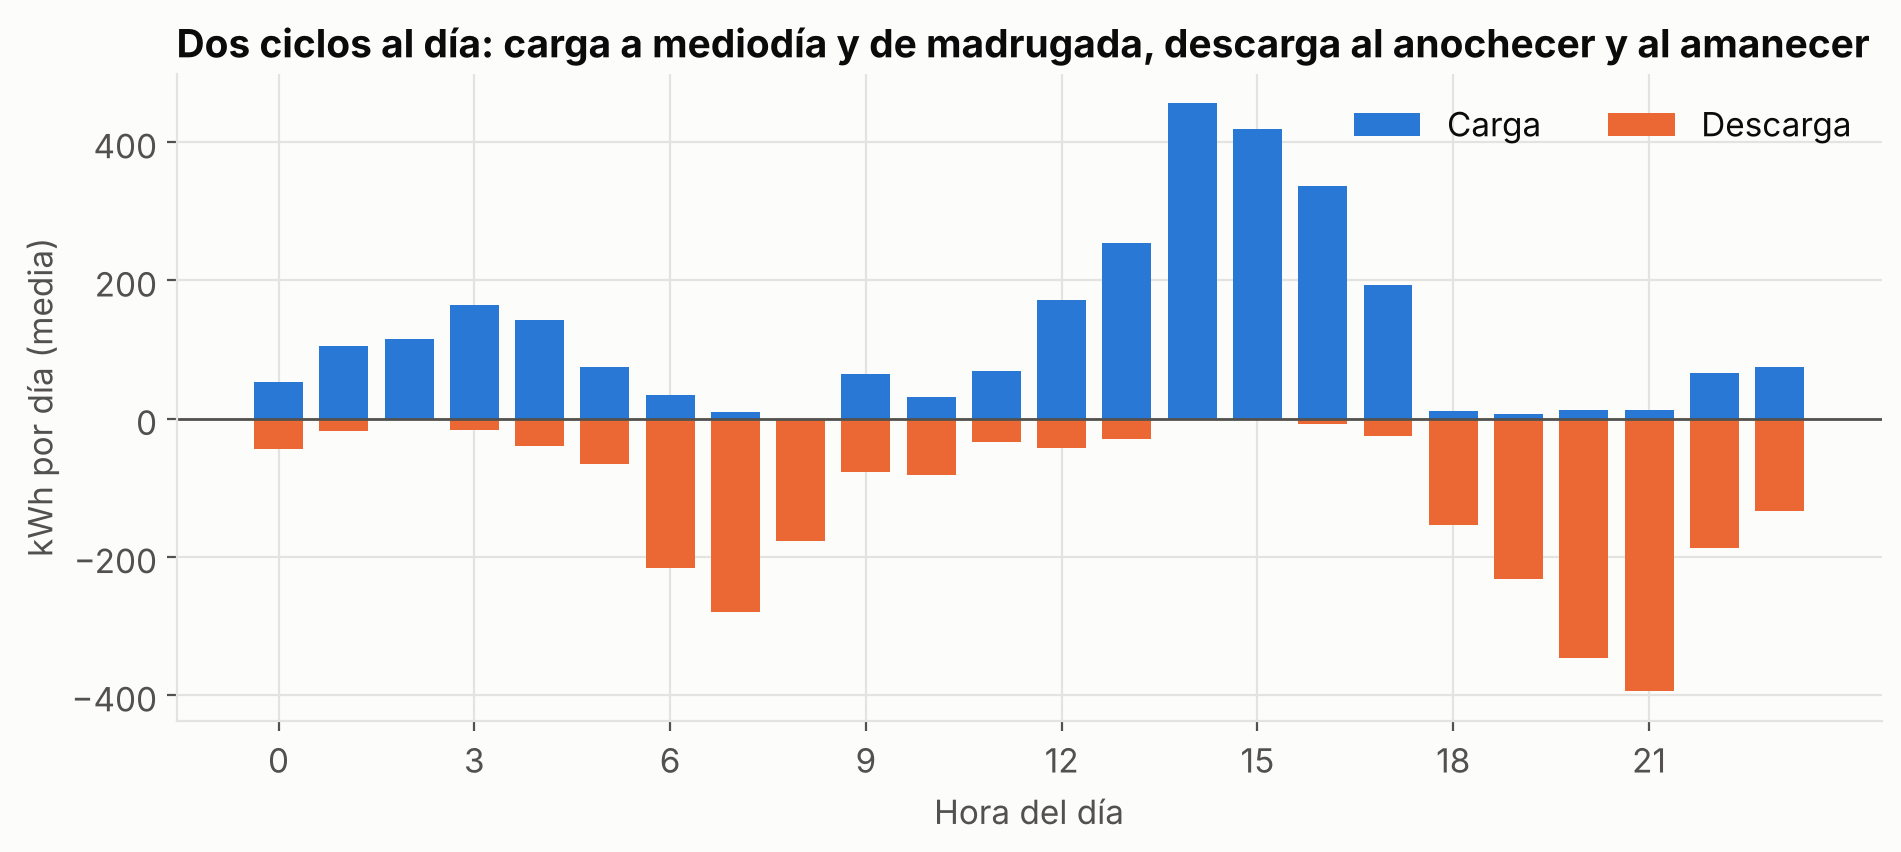 Dos ciclos al día: carga a mediodía y de madrugada, descarga al anochecer y al amanecer
Carga
Descarga
400
200
0
−200
−400
kWh por día (media)
0
3
6
9
12
15
18
21
Hora del día